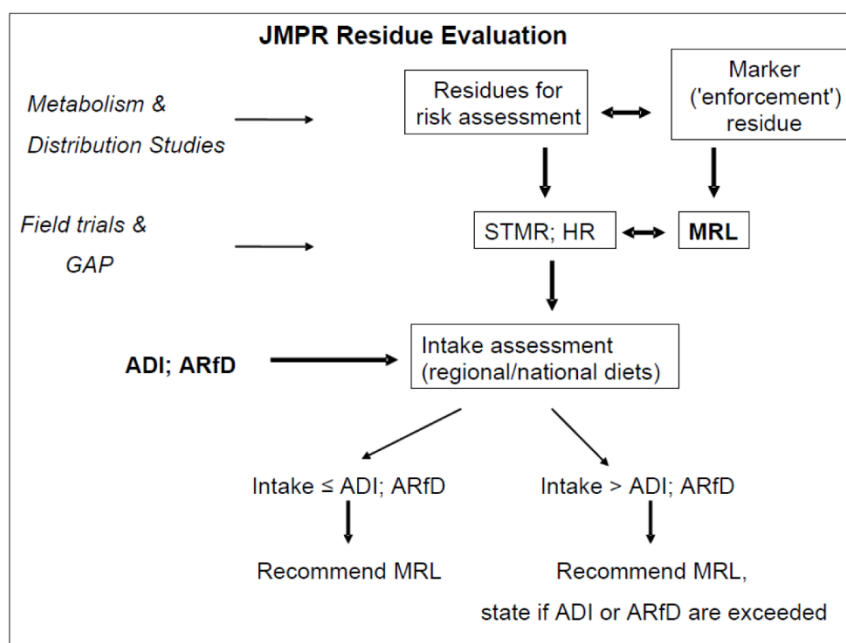 JMPR Residue Evaluation
Metabolism &
Distribution Studies
Residues for
risk assessment
Marker
('enforcement')
residue
Field trials &
GAP
STMR; HR
MRL
ADI; ARfD
Intake assessment
(regional/national diets)
Intake ≤ ADI; ARfD
Intake > ADI; ARfD
Recommend MRL
Recommend MRL,
state if ADI or ARfD are exceeded